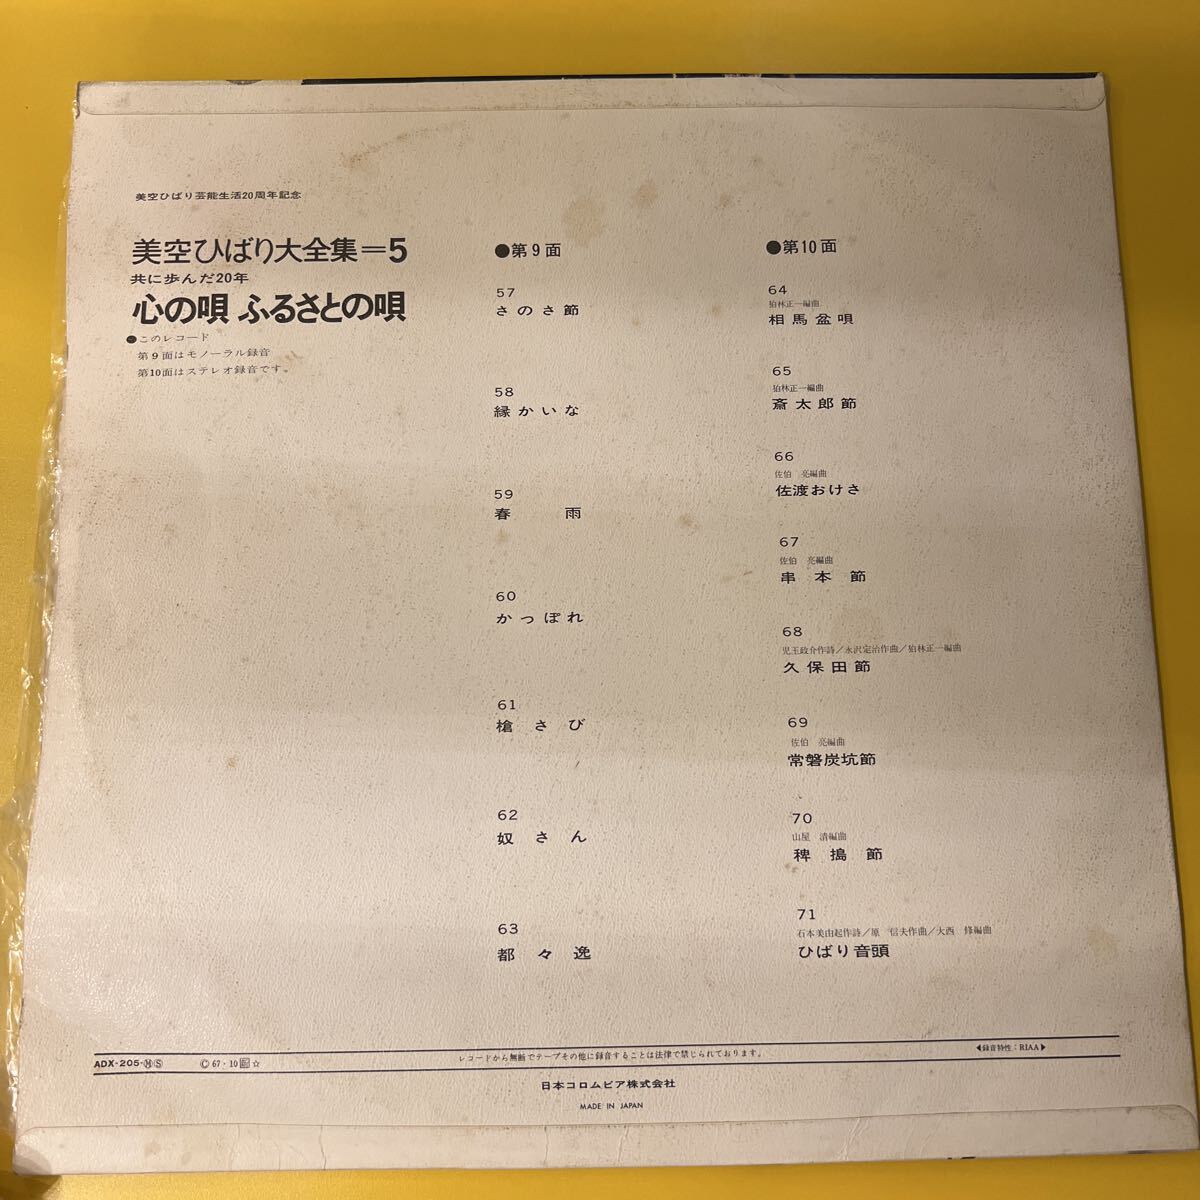 美空ひばり芸能生活20周年記念
美空ひばり大全集=5
共に歩んだ20年
心の唄 ふるさとの唄
●このレコード
第9面はモノーラル録音
第10面はステレオ録音です。
●第9面
57
さのさ節
58
縁かいな
59
春雨
60
かっぽれ
61
槍さび
62
奴さん
63
都々逸
●第10面
64
狛林正一編曲
相馬盆唄
65
狛林正一編曲
斎太郎節
66
佐伯 亮編曲
佐渡おけさ
67
佐伯 亮編曲
串本節
68
児玉政介作詩/永沢定治作曲/狛林正一編曲
久保田節
69
佐伯 亮編曲
常磐炭坑節
70
山屋 清編曲
稗搗節
71
石本美由起作詩/原 信夫作曲/大西 修編曲
ひばり音頭
レコードから無断でテープその他に録音することは法律で禁じられております。
◀録音特性:RIAA▶
ADX-205-ⓂⓈ Ⓒ67・10 ☆
日本コロムビア株式会社
MADE IN JAPAN